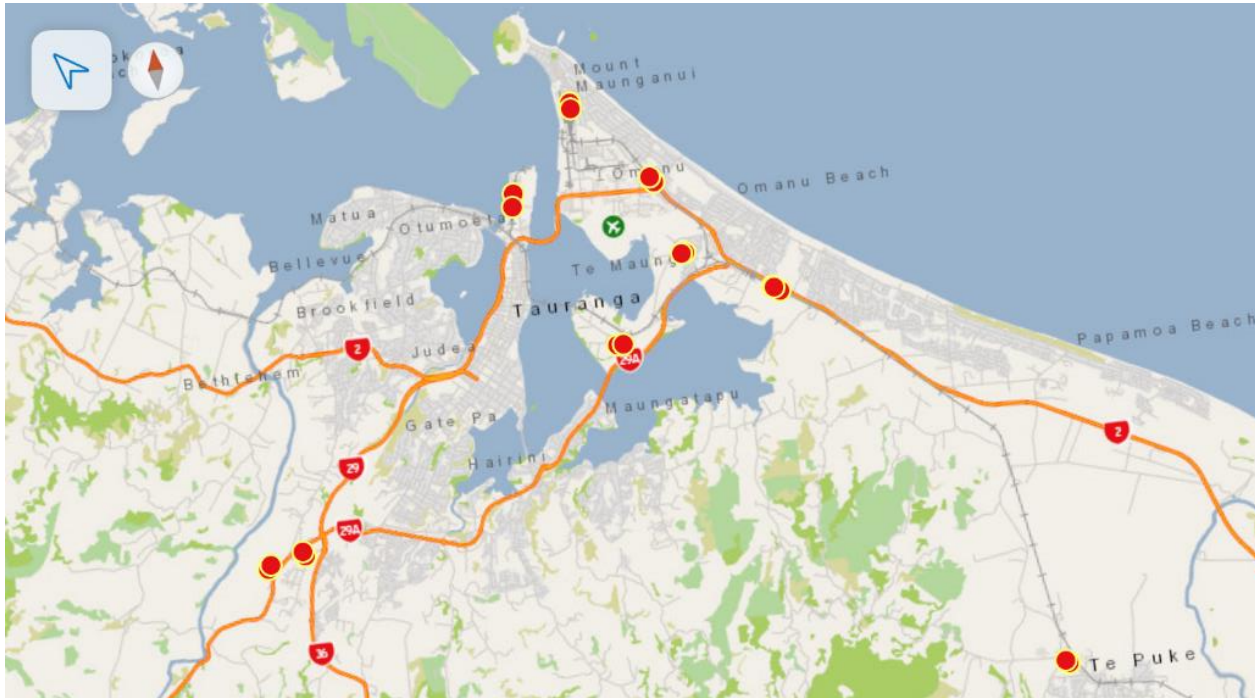 Mount
Maunganui
Omanu
Omanu Beach
Matua
Otumoeta
Bellevue
Te Maunga
Brookfield
Tauranga
Papamoa Beach
2
Judea
29A
Bethlehem
Maungatapu
Gate Pa
2
Hairini
29
29A
36
Te Puke